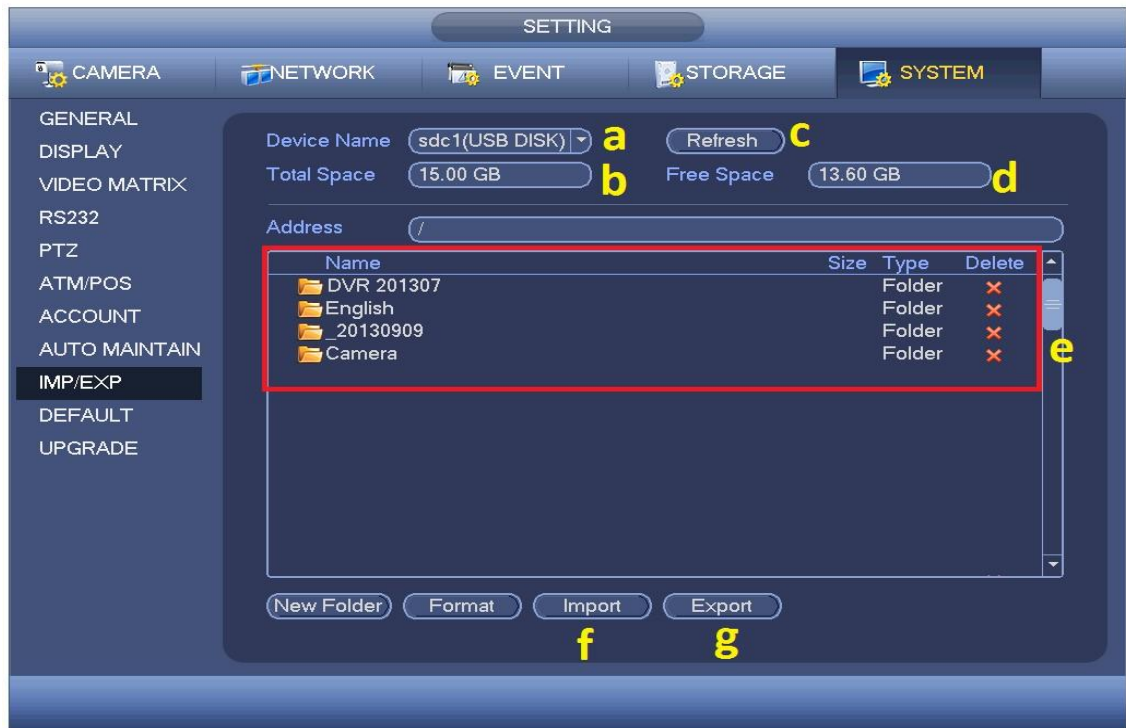 SETTING
CAMERA NETWORK EVENT STORAGE SYSTEM
GENERAL
DISPLAY
VIDEO MATRIX
RS232
PTZ
ATM/POS
ACCOUNT
AUTO MAINTAIN
IMP/EXP
DEFAULT
UPGRADE
Device Name sdc1(USB DISK) a Refresh c
Total Space 15.00 GB b Free Space 13.60 GB d
Address /
Name Size Type Delete
DVR 201307 Folder
English Folder
_20130909 Folder
Camera Folder
e
New Folder Format Import Export
f g